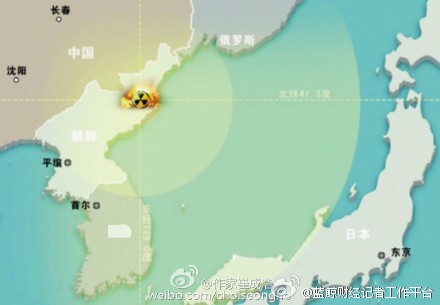 长春
中国
俄罗斯
沈阳
北纬41.3度
朝鲜
平壤
首尔
日本
东京
@作家崔成浩
weibo.com/choseongho
@蓝鲸财经记者工作平台